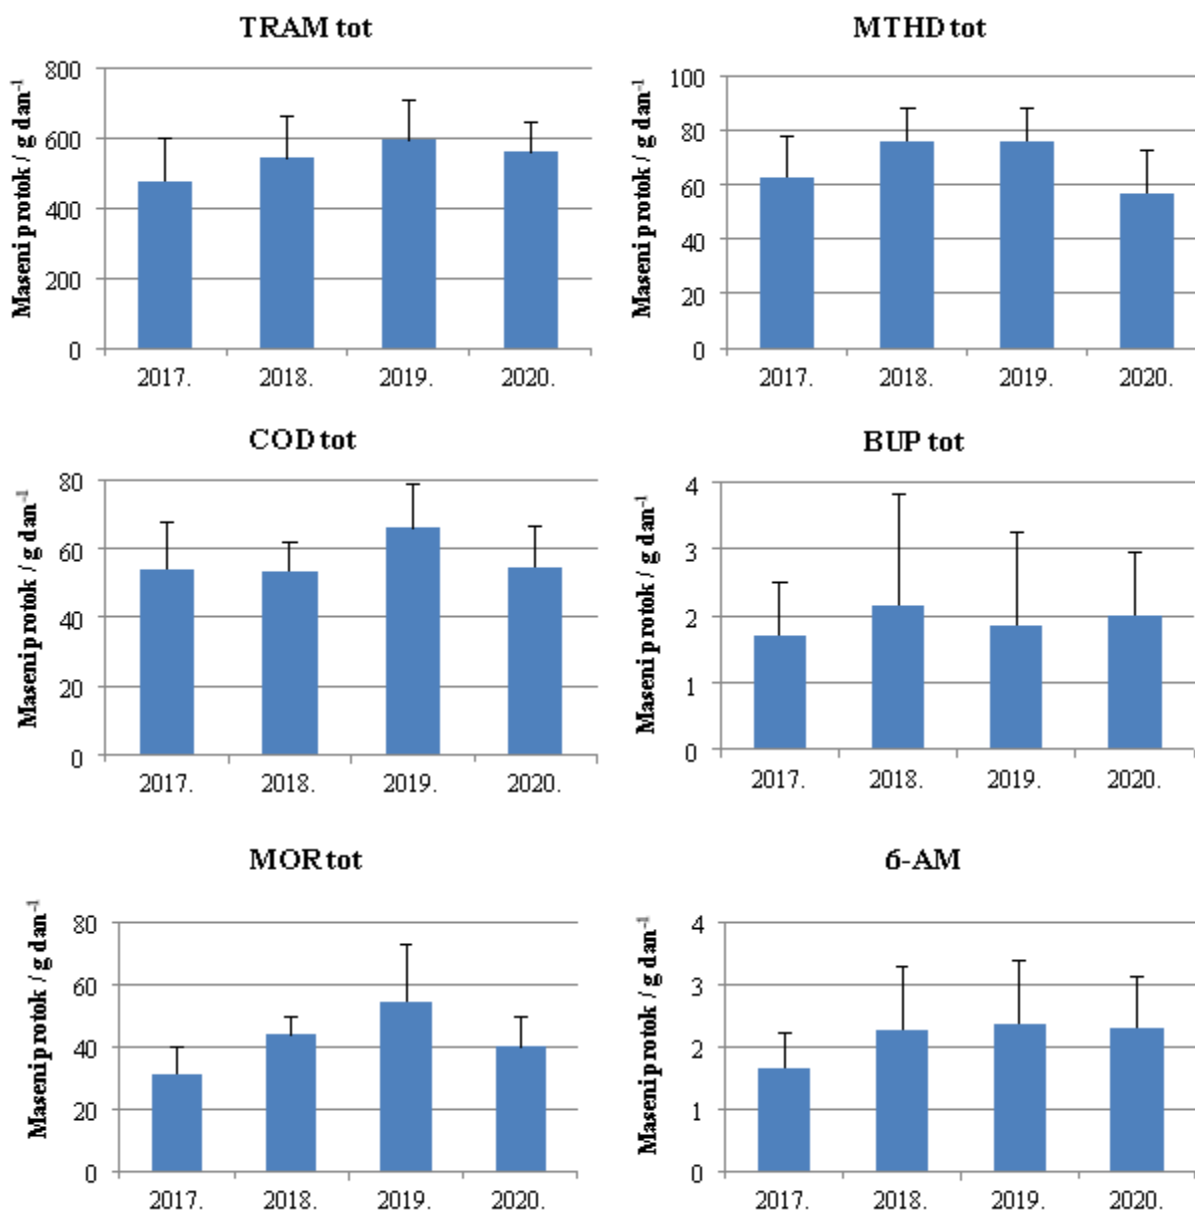 TRAM tot
Maseni protok / g dan⁻¹
800
600
400
200
0
2017. 2018. 2019. 2020.
MTHD tot
Maseni protok / g dan⁻¹
100
80
60
40
20
0
2017. 2018. 2019. 2020.
COD tot
Maseni protok / g dan⁻¹
80
60
40
20
0
2017. 2018. 2019. 2020.
BUP tot
Maseni protok / g dan⁻¹
4
3
2
1
0
2017. 2018. 2019. 2020.
MOR tot
Maseni protok / g dan⁻¹
80
60
40
20
0
2017. 2018. 2019. 2020.
6-AM
Maseni protok / g dan⁻¹
4
3
2
1
0
2017. 2018. 2019. 2020.